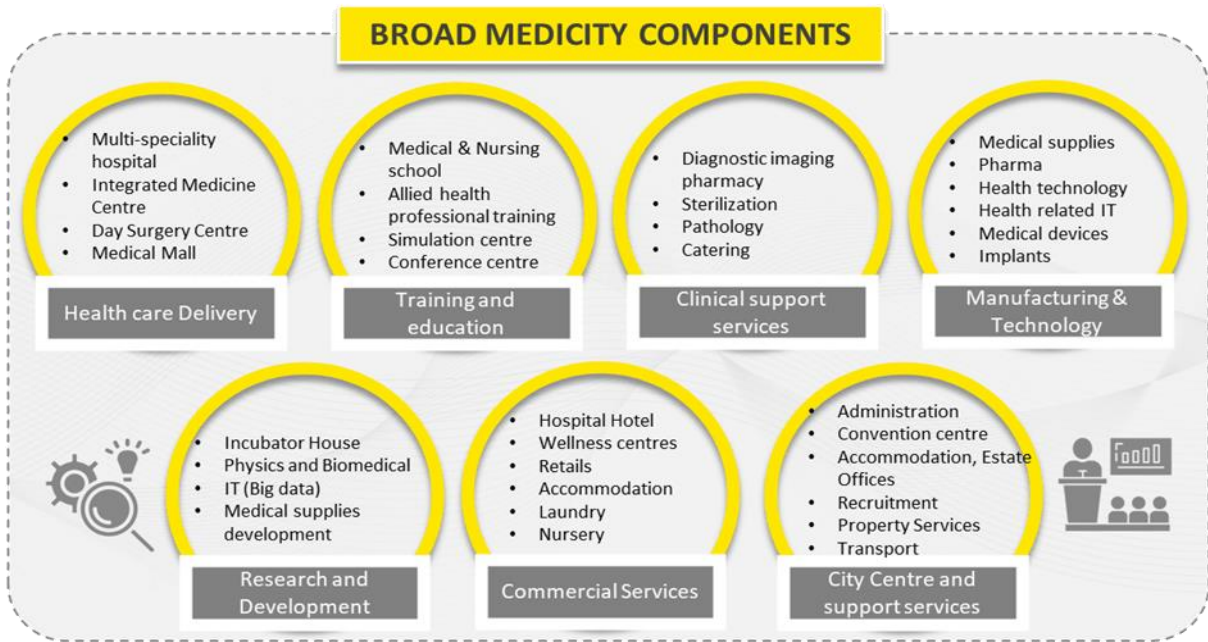 BROAD MEDICITY COMPONENTS
• Multi-speciality
hospital
• Integrated Medicine
Centre
• Day Surgery Centre
• Medical Mall
Health care Delivery
• Medical & Nursing
school
• Allied health
professional training
• Simulation centre
• Conference centre
Training and
education
• Diagnostic imaging
pharmacy
• Sterilization
• Pathology
• Catering
Clinical support
services
• Medical supplies
• Pharma
• Health technology
• Health related IT
• Medical devices
• Implants
Manufacturing &
Technology
• Incubator House
• Physics and Biomedical
• IT (Big data)
• Medical supplies
development
Research and
Development
• Hospital Hotel
• Wellness centres
• Retails
• Accommodation
• Laundry
• Nursery
Commercial Services
• Administration
• Convention centre
• Accommodation, Estate
Offices
• Recruitment
• Property Services
• Transport
City Centre and
support services